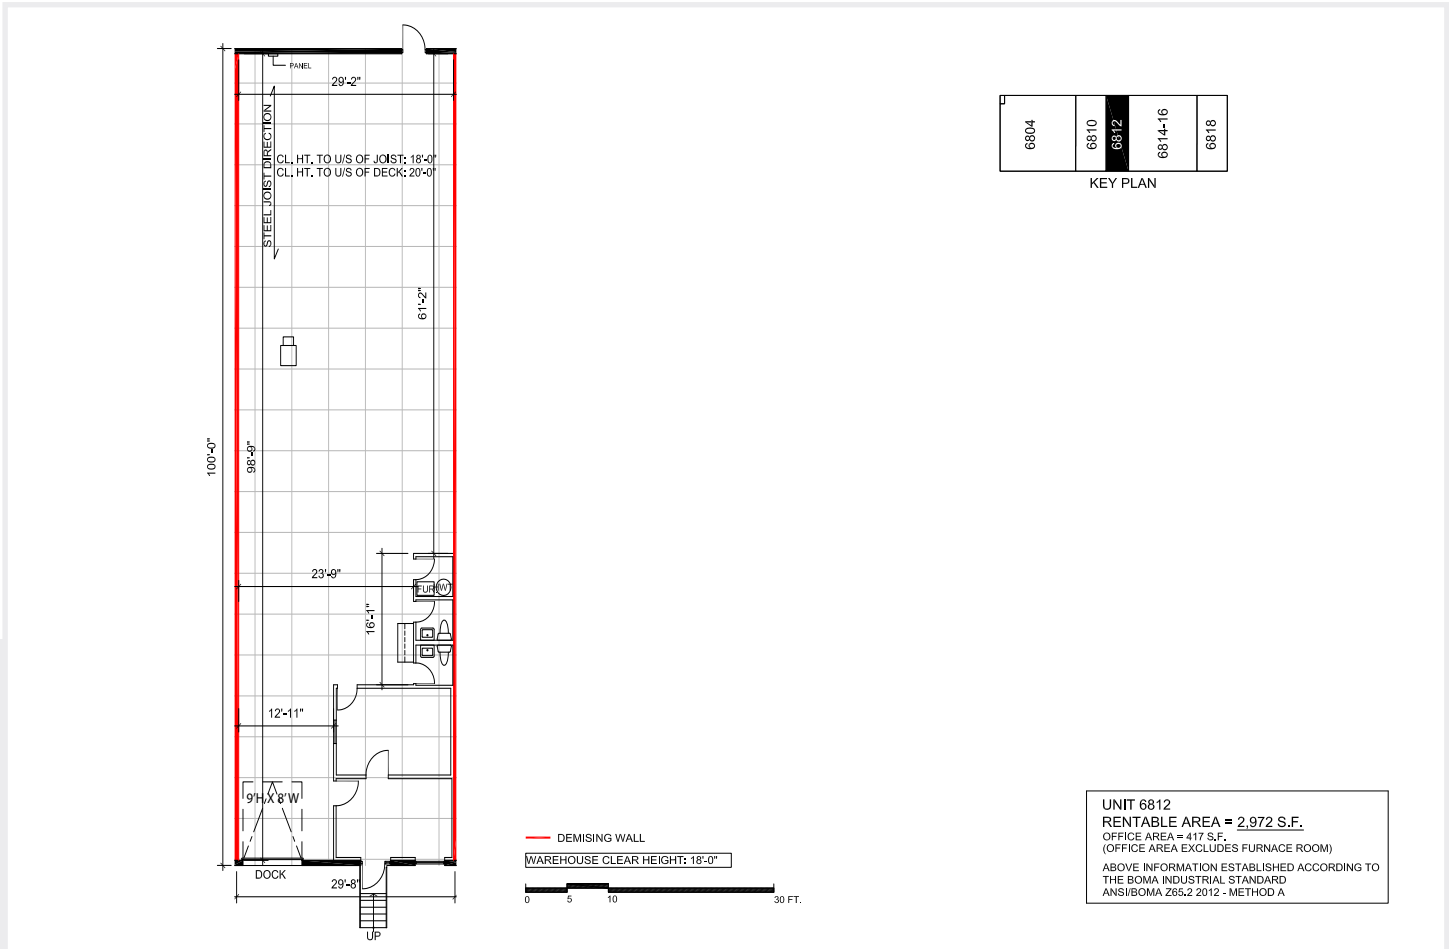 PANEL
29'-2"
STEEL JOIST DIRECTION
CL. HT. TO U/S OF JOIST: 18'-0"
CL. HT. TO U/S OF DECK: 20'-0"
61'-2"
100'-0"
98'-9"
23'-9"
FUR.
HWT
16'-1"
12'-11"
9'H X 8'W
DOCK
29'-8"
UP
6804
6810
6812
6814-16
6818
KEY PLAN
DEMISING WALL
WAREHOUSE CLEAR HEIGHT: 18'-0"
0 5 10 30 FT.
UNIT 6812
RENTABLE AREA = 2,972 S.F.
OFFICE AREA = 417 S.F.
(OFFICE AREA EXCLUDES FURNACE ROOM)
ABOVE INFORMATION ESTABLISHED ACCORDING TO
THE BOMA INDUSTRIAL STANDARD
ANSI/BOMA Z65.2 2012 - METHOD A